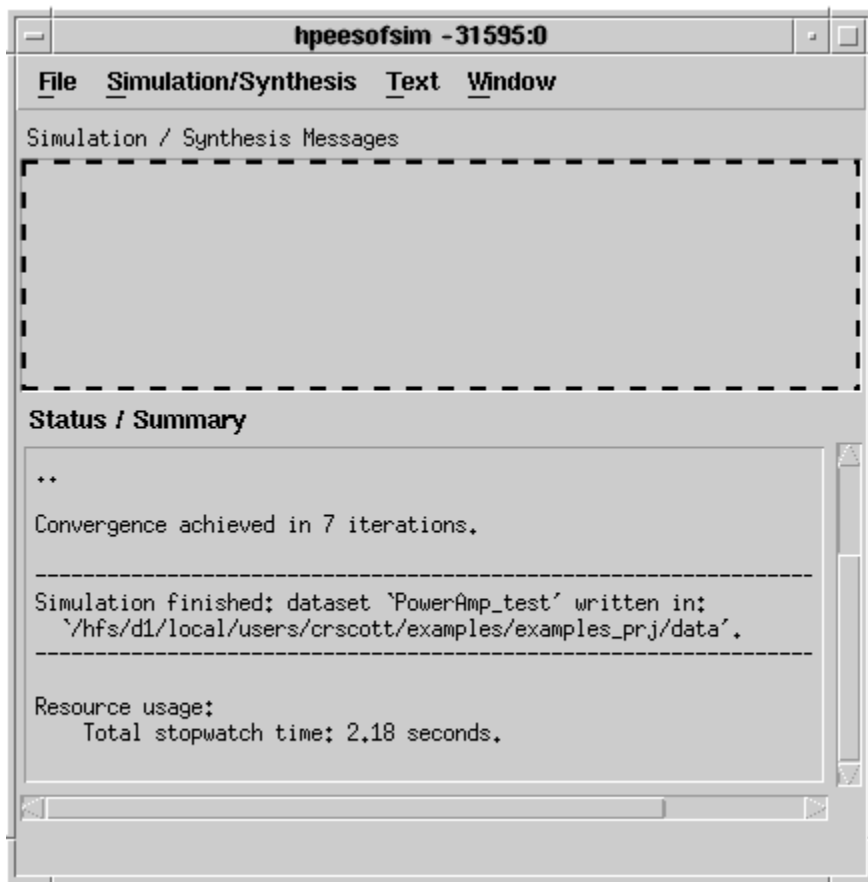 hpeesofsim -31595:0
File Simulation/Synthesis Text Window
Simulation / Synthesis Messages
Status / Summary
..
Convergence achieved in 7 iterations.
-----------------------------------------------------------------
Simulation finished: dataset `PowerAmp_test' written in:
`/hfs/d1/local/users/crscott/examples/examples_prj/data'.
-----------------------------------------------------------------
Resource usage:
Total stopwatch time: 2.18 seconds.